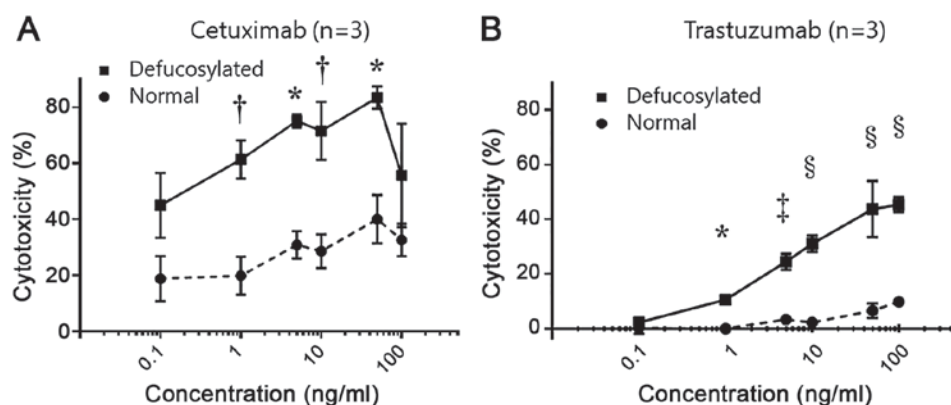 A
Cetuximab (n=3)
Defucosylated
Normal
† * † *
80
60
40
20
0
Cytotoxicity (%)
0.1 1 10 100
Concentration (ng/ml)
B
Trastuzumab (n=3)
Defucosylated
Normal
* ‡ § § §
80
60
40
20
0
Cytotoxicity (%)
0.1 1 10 100
Concentration (ng/ml)